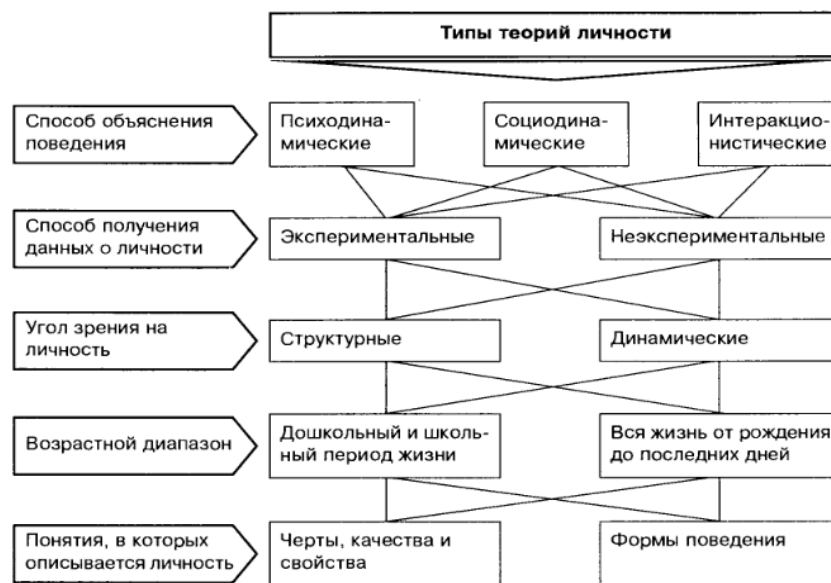 Типы теорий личности
Способ объяснения
поведения
Психодина-
мические
Социодина-
мические
Интеракцио-
нистические
Способ получения
данных о личности
Экспериментальные
Неэкспериментальные
Угол зрения на
личность
Структурные
Динамические
Возрастной диапазон
Дошкольный и школь-
ный период жизни
Вся жизнь от рождения
до последних дней
Понятия, в которых
описывается личность
Черты, качества и
свойства
Формы поведения